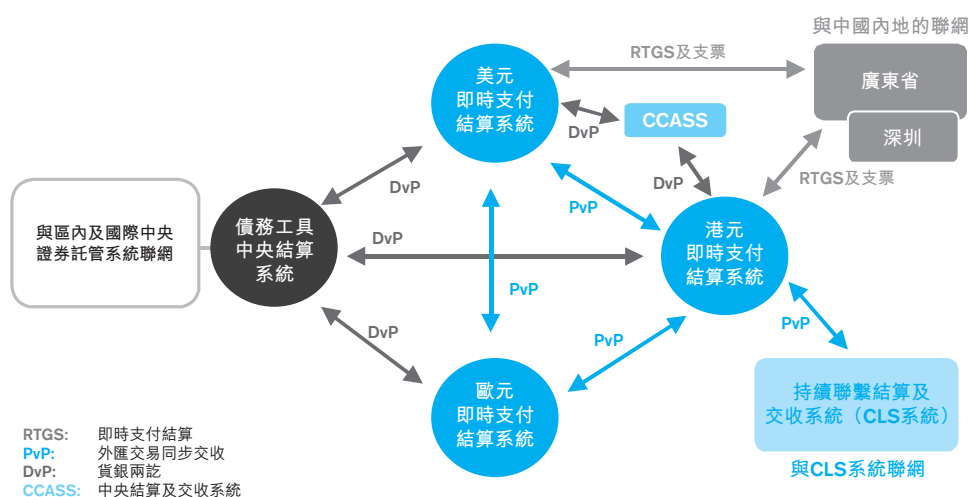 與中國內地的聯網
RTGS及支票
廣東省
深圳
美元
即時支付
結算系統
CCASS
DvP
DvP
RTGS及支票
DvP
PvP
與區內及國際中央
證券託管系統聯網
債務工具
中央結算
系統
DvP
港元
即時支付
結算系統
PvP
DvP
PvP
PvP
歐元
即時支付
結算系統
持續聯繫結算及
交收系統（CLS系統）
與CLS系統聯網
RTGS: 即時支付結算
PvP: 外匯交易同步交收
DvP: 貨銀兩訖
CCASS: 中央結算及交收系統